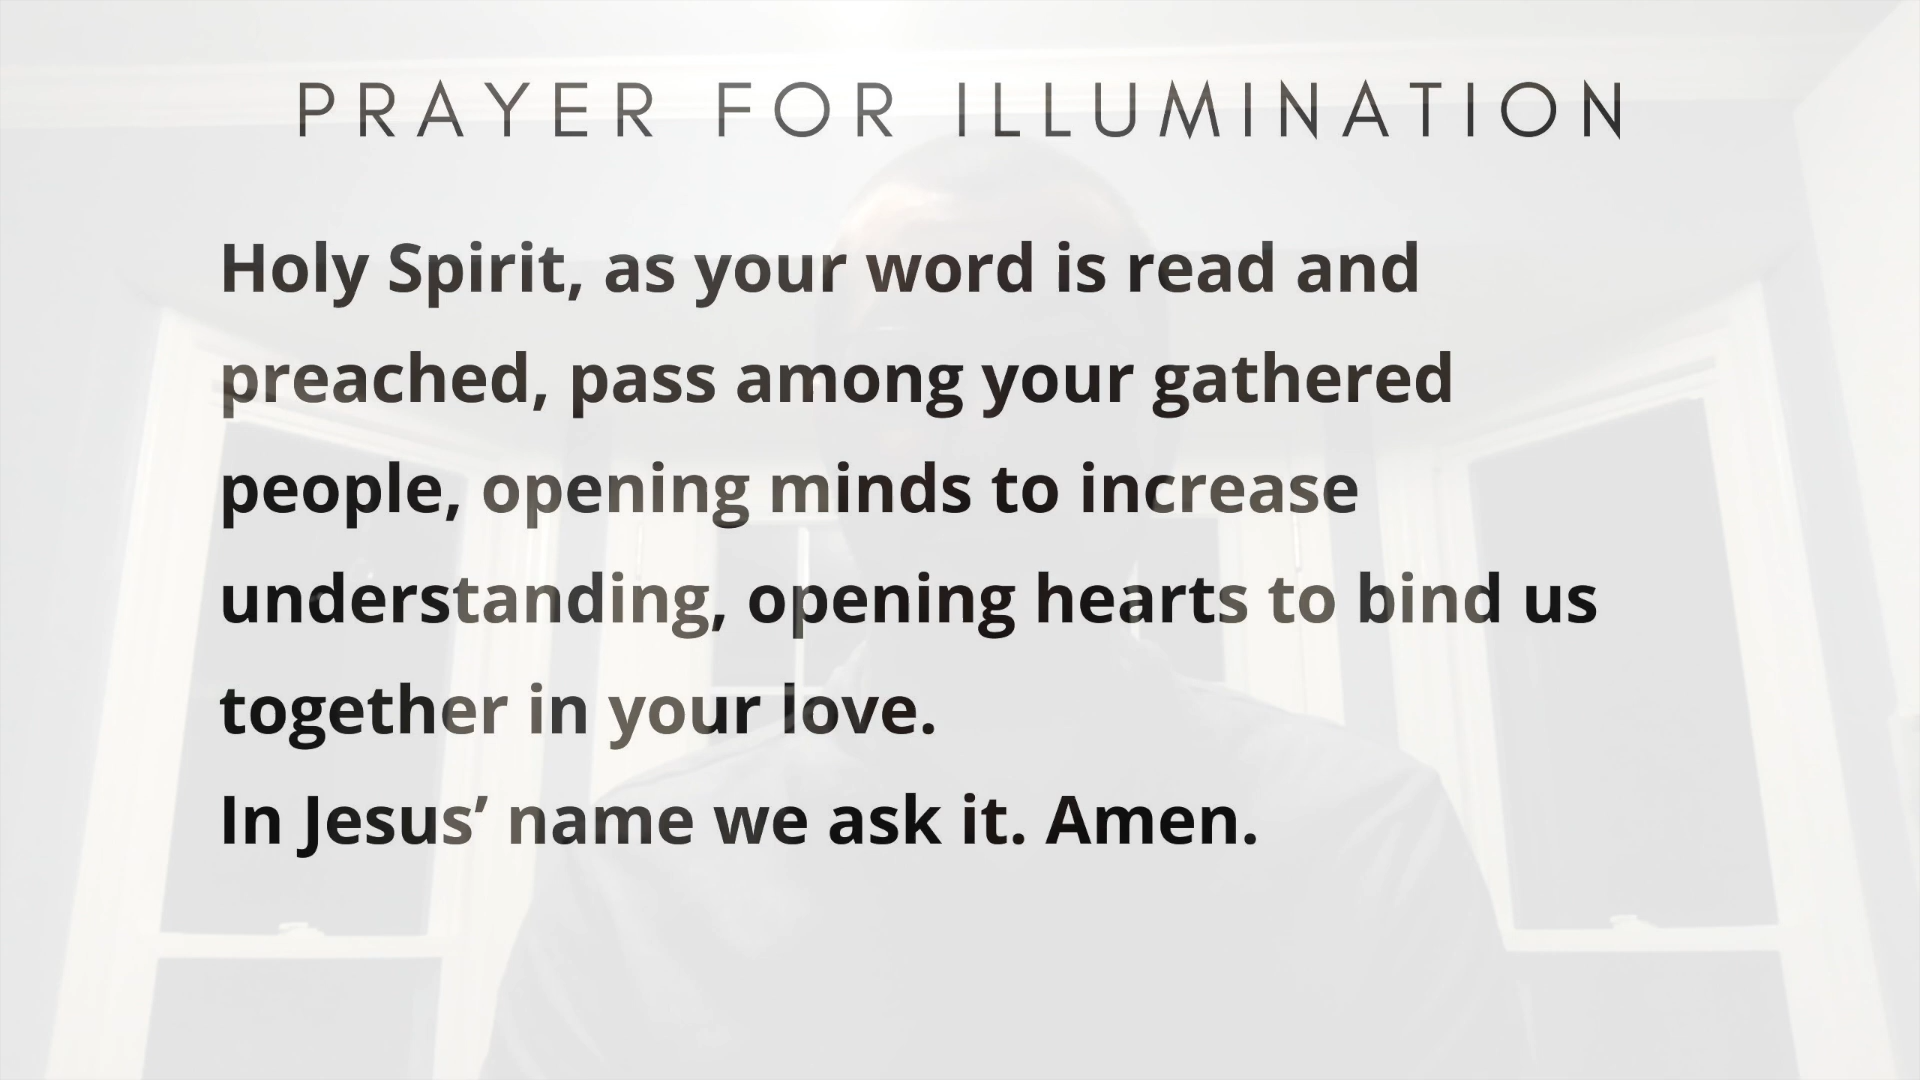 PRAYER FOR ILLUMINATION
Holy Spirit, as your word is read and
preached, pass among your gathered
people, opening minds to increase
understanding, opening hearts to bind us
together in your love.
In Jesus’ name we ask it. Amen.